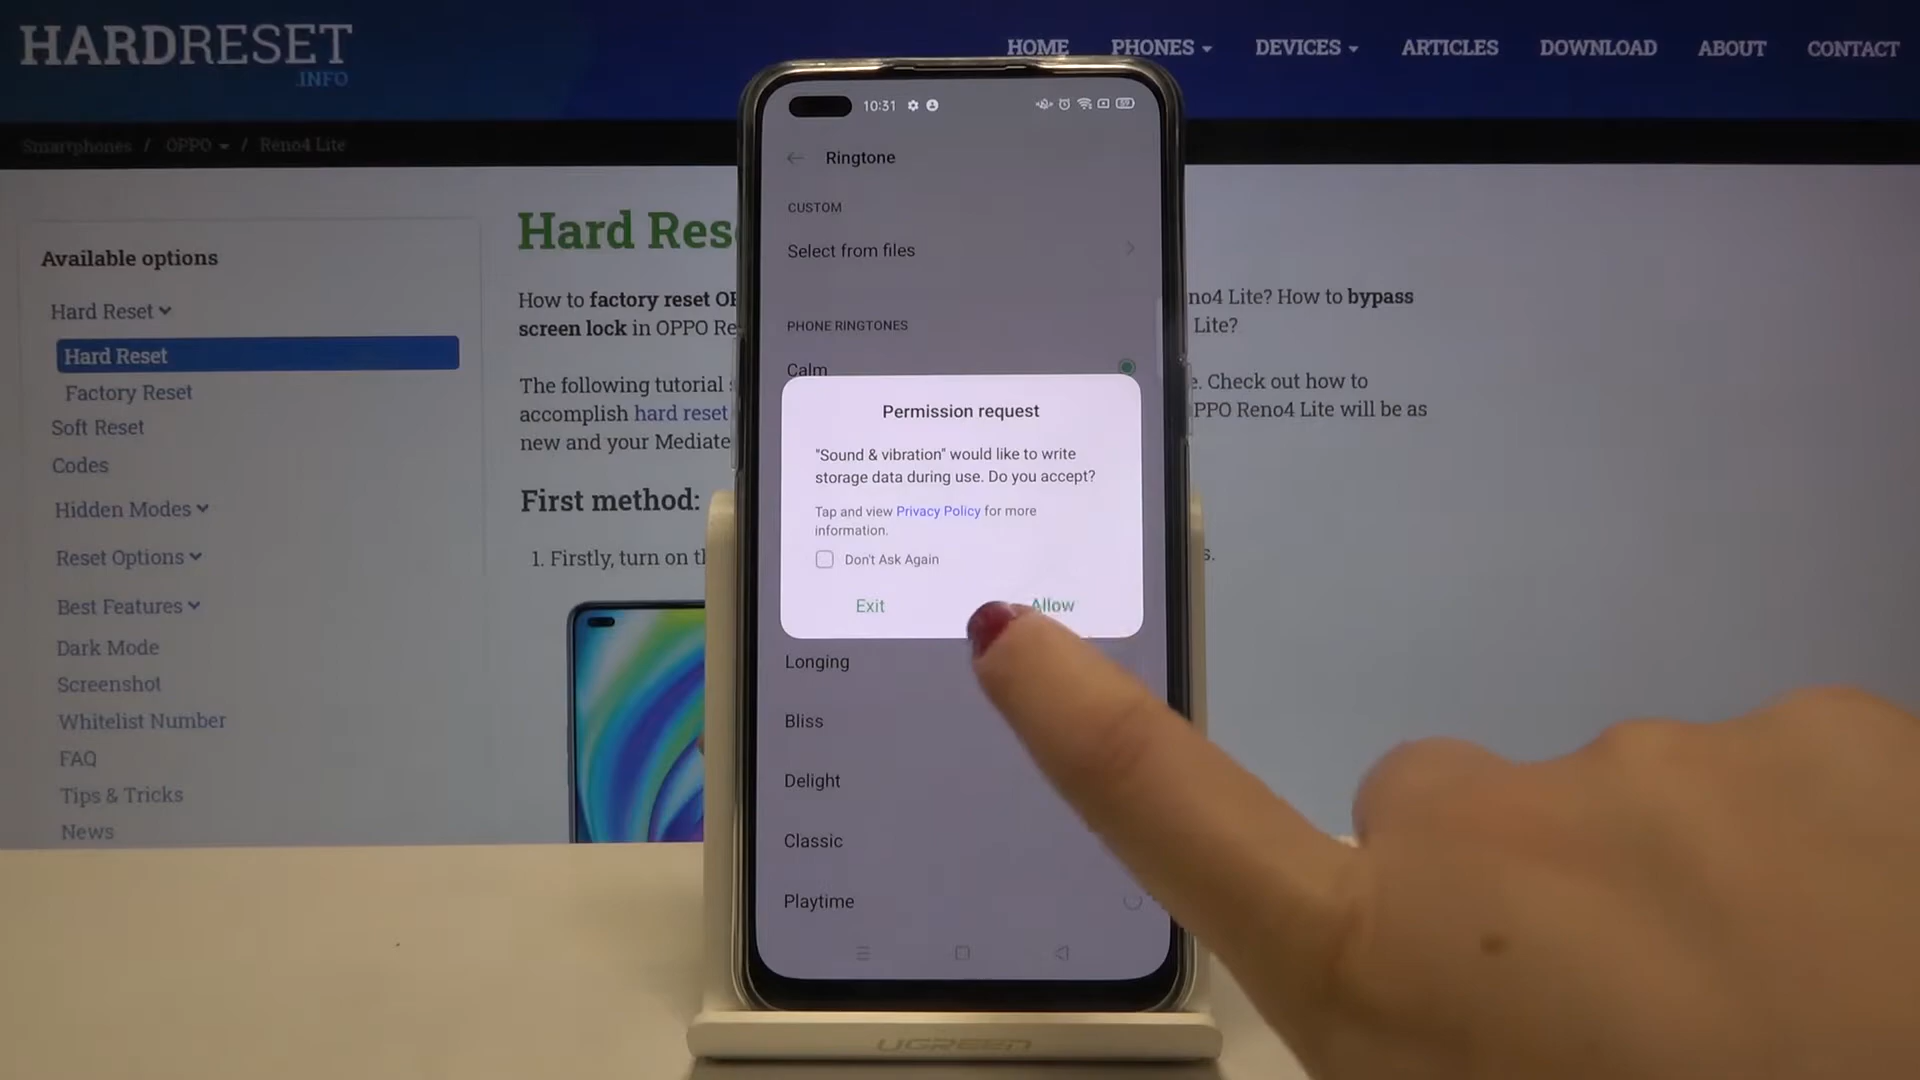 HARDRESET
.INFO
HOME PHONES DEVICES ARTICLES DOWNLOAD ABOUT CONTACT
Smartphones / OPPO / Reno4 Lite
Available options
Hard Reset
Hard Reset
Factory Reset
Soft Reset
Codes
Hidden Modes
Reset Options
Best Features
Dark Mode
Screenshot
Whitelist Number
FAQ
Tips & Tricks
News
Hard Res
How to factory reset OP
no4 Lite? How to bypass
screen lock in OPPO Re
Lite?
The following tutorial
e. Check out how to
accomplish hard reset
PPO Reno4 Lite will be as
new and your Mediate
First method:
1. Firstly, turn on th
s.
10:31
Ringtone
CUSTOM
Select from files
PHONE RINGTONES
Calm
Permission request
"Sound & vibration" would like to write
storage data during use. Do you accept?
Tap and view Privacy Policy for more
information.
Don't Ask Again
Exit Allow
Longing
Bliss
Delight
Classic
Playtime
UGREEN